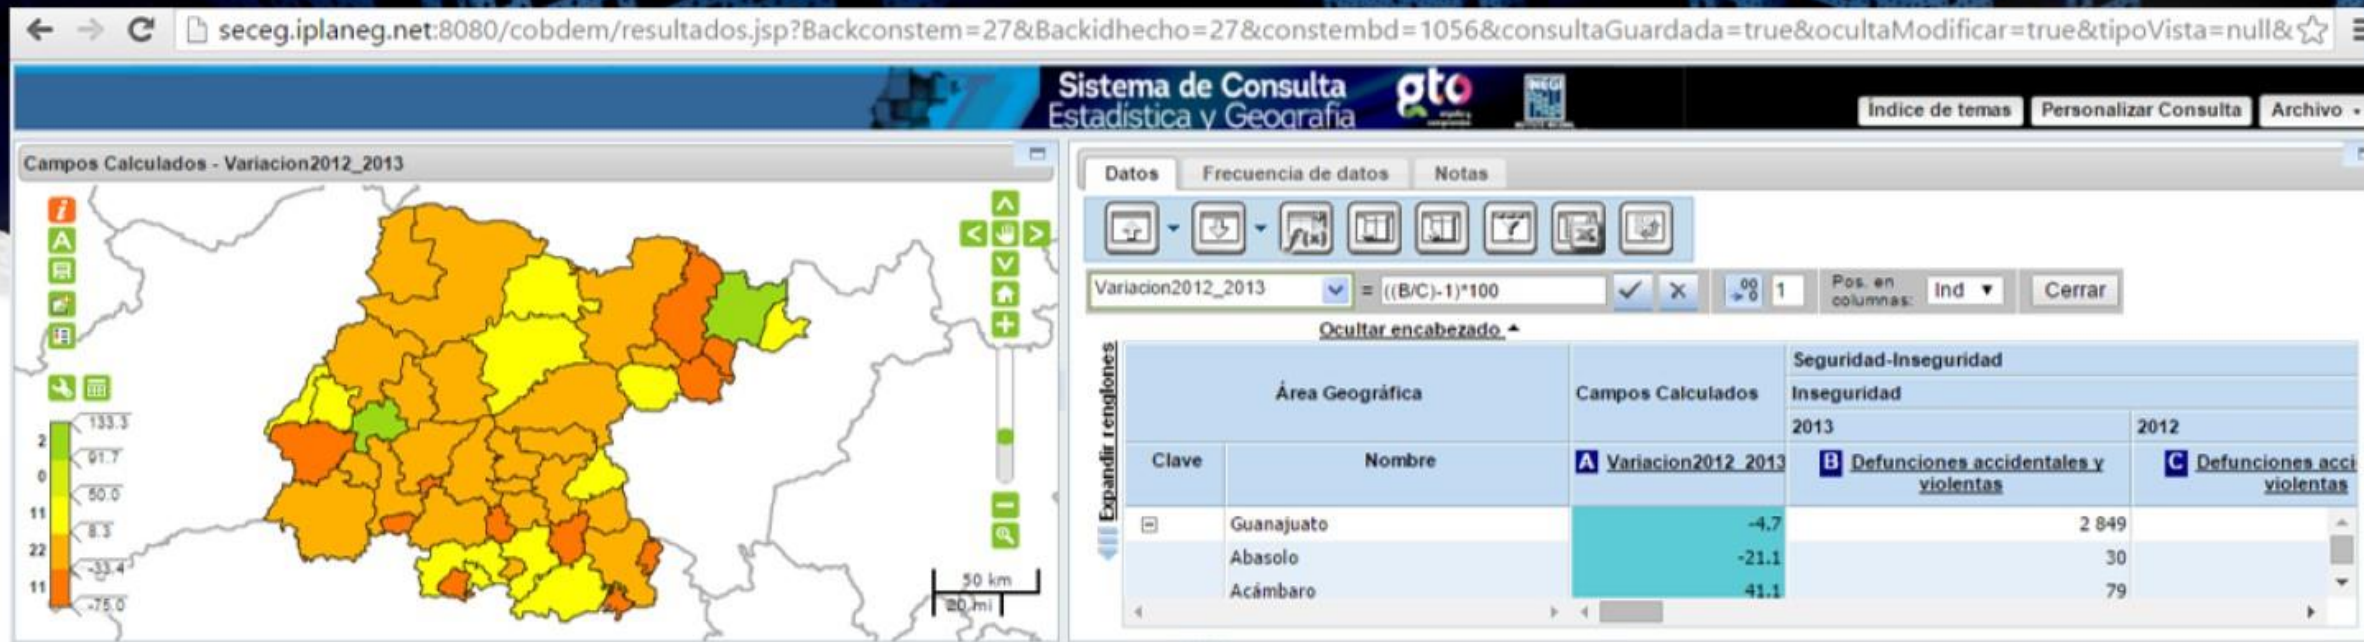 seceg.iplaneg.net:8080/cobdem/resultados.jsp?Backconstem=27&Backidhecho=27&constembd=1056&consultaGuardada=true&ocultaModificar=true&tipoVista=null&
Sistema de Consulta
Estadística y Geografía
gto
INEGI
Índice de temas
Personalizar Consulta
Archivo
Campos Calculados - Variacion2012_2013
i
A
133.3
2
91.7
0
50.0
11
8.3
22
-33.4
11
-75.0
50 km
20 mi
Datos
Frecuencia de datos
Notas
f(x)
Variacion2012_2013
= ((B/C)-1)*100
1
Pos. en
columnas:
Ind
Cerrar
Ocultar encabezado
Expandir renglones
Área Geográfica
Campos Calculados
Seguridad-Inseguridad
Inseguridad
2013
2012
Clave
Nombre
A Variacion2012_2013
B Defunciones accidentales y
violentas
C Defunciones acci
violentas
Guanajuato -4.7 2 849
Abasolo -21.1 30
Acámbaro 41.1 79